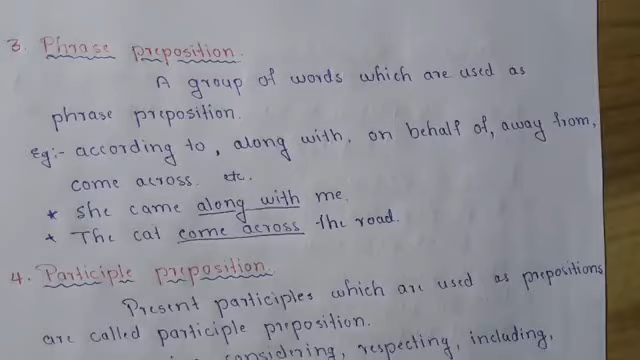 3. Phrase preposition.
A group of words which are used as
phrase preposition.
Eg:- according to, along with, on behalf of, away from,
come across. etc.
* She came along with me.
* The cat come across the road.
4. Participle preposition.
Present participles which are used as prepositions
are called participle preposition.
considering, respecting, including,